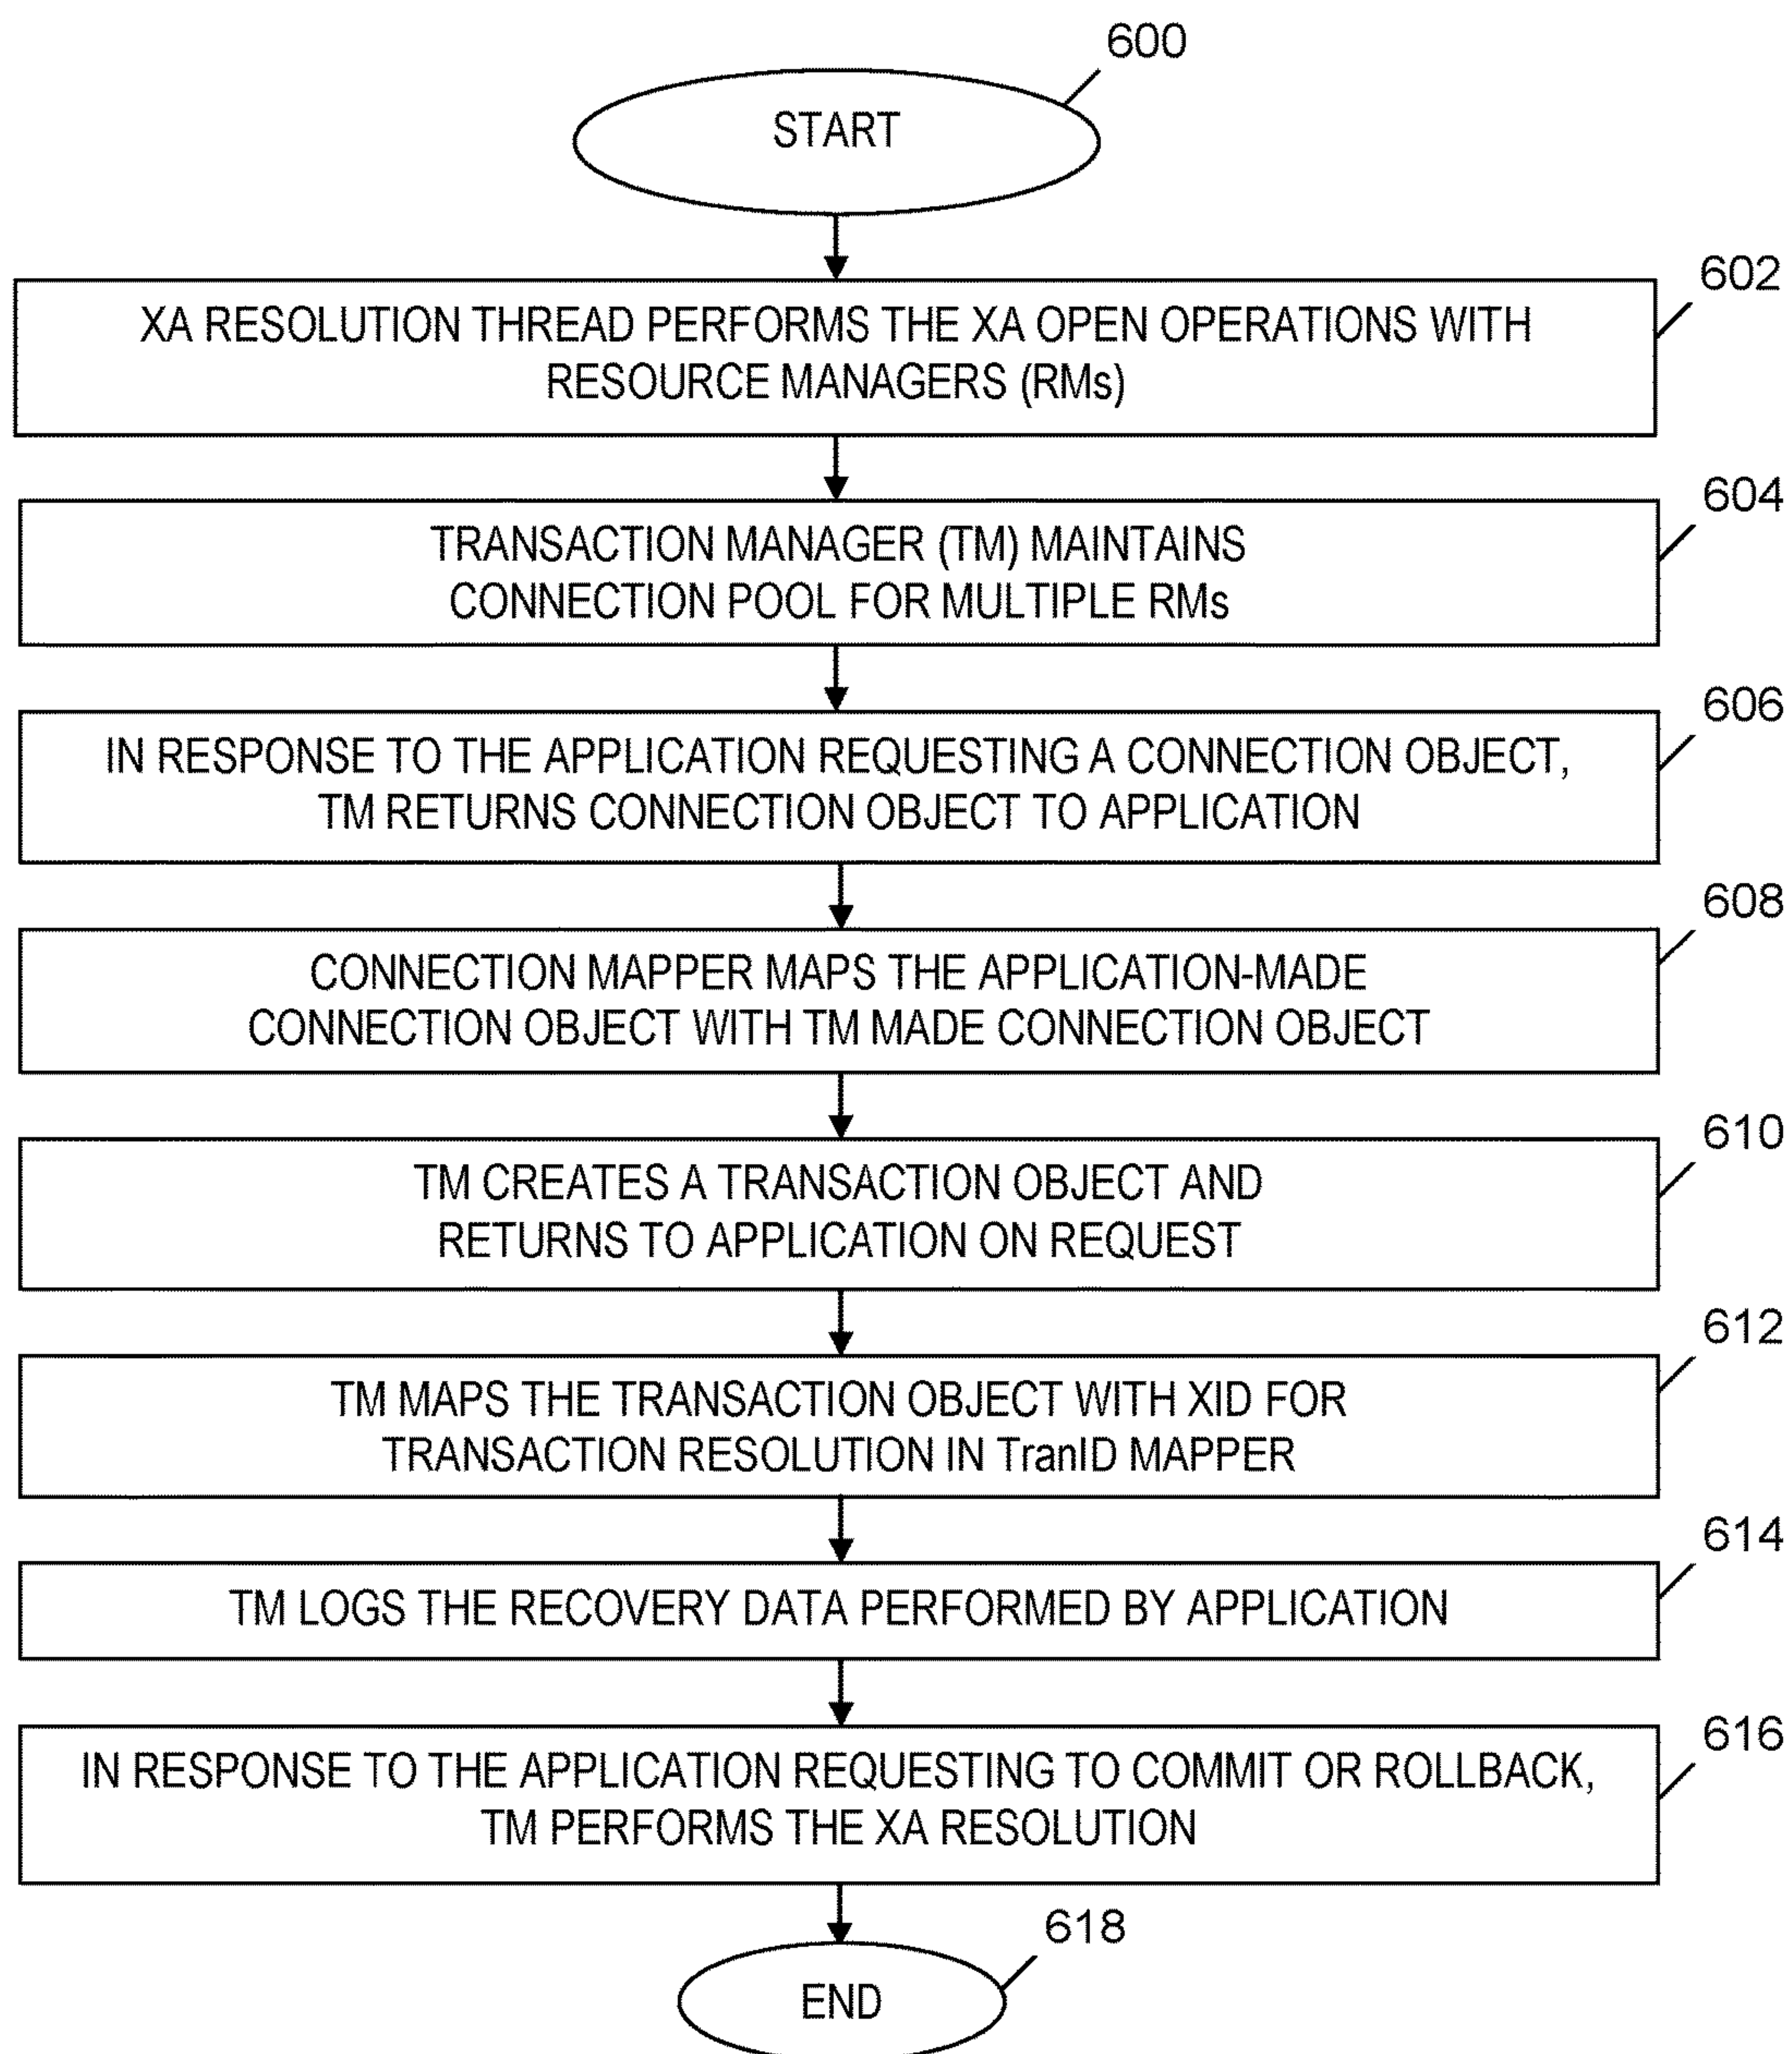 600
START
602
XA RESOLUTION THREAD PERFORMS THE XA OPEN OPERATIONS WITH
RESOURCE MANAGERS (RMs)
604
TRANSACTION MANAGER (TM) MAINTAINS
CONNECTION POOL FOR MULTIPLE RMs
606
IN RESPONSE TO THE APPLICATION REQUESTING A CONNECTION OBJECT,
TM RETURNS CONNECTION OBJECT TO APPLICATION
608
CONNECTION MAPPER MAPS THE APPLICATION-MADE
CONNECTION OBJECT WITH TM MADE CONNECTION OBJECT
610
TM CREATES A TRANSACTION OBJECT AND
RETURNS TO APPLICATION ON REQUEST
612
TM MAPS THE TRANSACTION OBJECT WITH XID FOR
TRANSACTION RESOLUTION IN TranID MAPPER
614
TM LOGS THE RECOVERY DATA PERFORMED BY APPLICATION
616
IN RESPONSE TO THE APPLICATION REQUESTING TO COMMIT OR ROLLBACK,
TM PERFORMS THE XA RESOLUTION
618
END